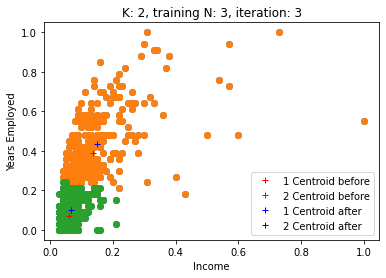 K: 2, training N: 3, iteration: 3
Years Employed
1.0
0.8
0.6
0.4
0.2
0.0
1 Centroid before
2 Centroid before
1 Centroid after
2 Centroid after
0.0 0.2 0.4 0.6 0.8 1.0
Income